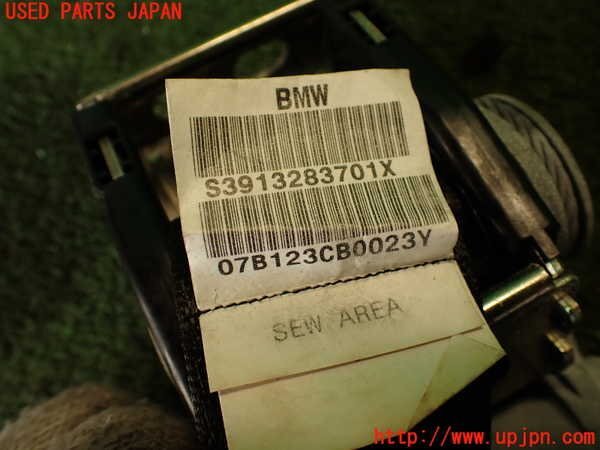 USED PARTS JAPAN
BMW
S3913283701X
07B123CB0023Y
SEW AREA
http://www.upjpn.com